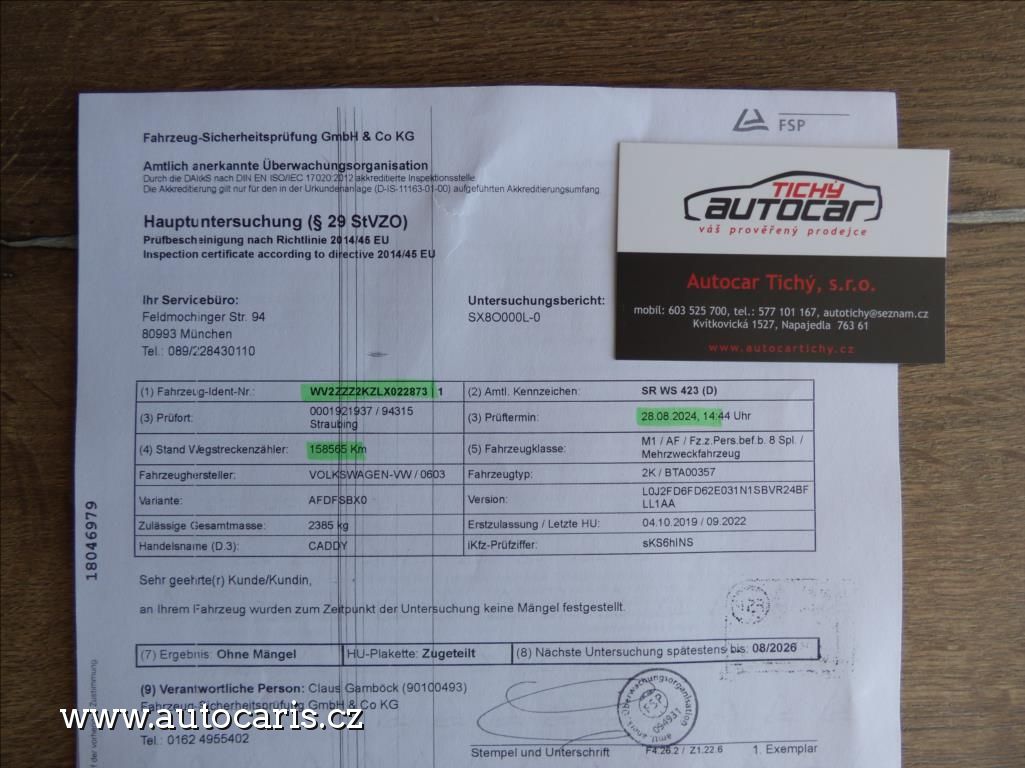 FSP
Fahrzeug-Sicherheitsprüfung GmbH & Co KG
Amtlich anerkannte Überwachungsorganisation
Durch die DAkkS nach DIN EN ISO/IEC 17020:2012 akkreditierte Inspektionsstelle
Die Akkreditierung gilt nur für den in der Urkundenanlage (D-IS-11163-01-00) aufgeführten Akkreditierungsumfang
Hauptuntersuchung (§ 29 StVZO)
Prüfbescheinigung nach Richtlinie 2014/45 EU
Inspection certificate according to directive 2014/45 EU
TICHÝ
AUTOCAR
váš prověřený prodejce
Autocar Tichý, s.r.o.
mobil: 603 525 700, tel.: 577 101 167, autotichy@seznam.cz
Kvítkovická 1527, Napajedla 763 61
www.autocartichy.cz
Ihr Servicebüro:
Feldmochinger Str. 94
80993 München
Tel.: 089/228430110
Untersuchungsbericht:
SX8O000L-0
(1) Fahrzeug-Ident-Nr.: WV2ZZZ2KZLX022873 1 (2) Amtl. Kennzeichen: SR WS 423 (D)
(3) Prüfort: 0001921937 / 94315 Straubing (3) Prüftermin: 28.08.2024, 14:44 Uhr
(4) Stand Wegstreckenzähler: 158565 Km (5) Fahrzeugklasse: M1 / AF / Fz.z.Pers.bef.b. 8 Spl. / Mehrzweckfahrzeug
Fahrzeughersteller: VOLKSWAGEN-VW / 0603 Fahrzeugtyp: 2K / BTA00357
Variante: AFDFSBX0 Version: L0J2FD6FD62E031N1SBVR24BF LL1AA
Zulässige Gesamtmasse: 2385 kg Erstzulassung / Letzte HU: 04.10.2019 / 09.2022
Handelsname (D.3): CADDY iKfz-Prüfziffer: sKS6hINS
18046979
Sehr geehrte(r) Kunde/Kundin,
an Ihrem Fahrzeug wurden zum Zeitpunkt der Untersuchung keine Mängel festgestellt.
(7) Ergebnis: Ohne Mängel HU-Plakette: Zugeteilt (8) Nächste Untersuchung spätestens bis: 08/2026
(9) Verantwortliche Person: Claus Gamböck (90100493)
Fahrzeug-Sicherheitsprüfung GmbH & Co KG
www.autocaris.cz
Tel.: 0162 4955402
Überwachungsorganisation
FSP
Stempel und Unterschrift
F4.26.2 / Z1.22.6
1. Exemplar